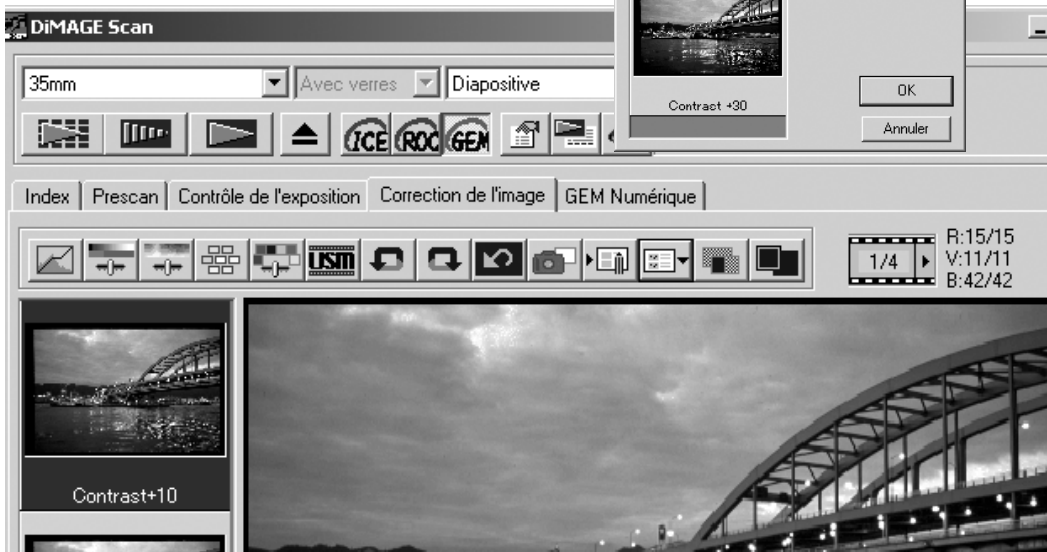 DiMAGE Scan
35mm
Avec verres
Diapositive
Contrast +30
OK
Annuler
ICE ROC GEM
Index
Prescan
Contrôle de l'exposition
Correction de l'image
GEM Numérique
USM
1/4
R:15/15
V:11/11
B:42/42
Contrast+10